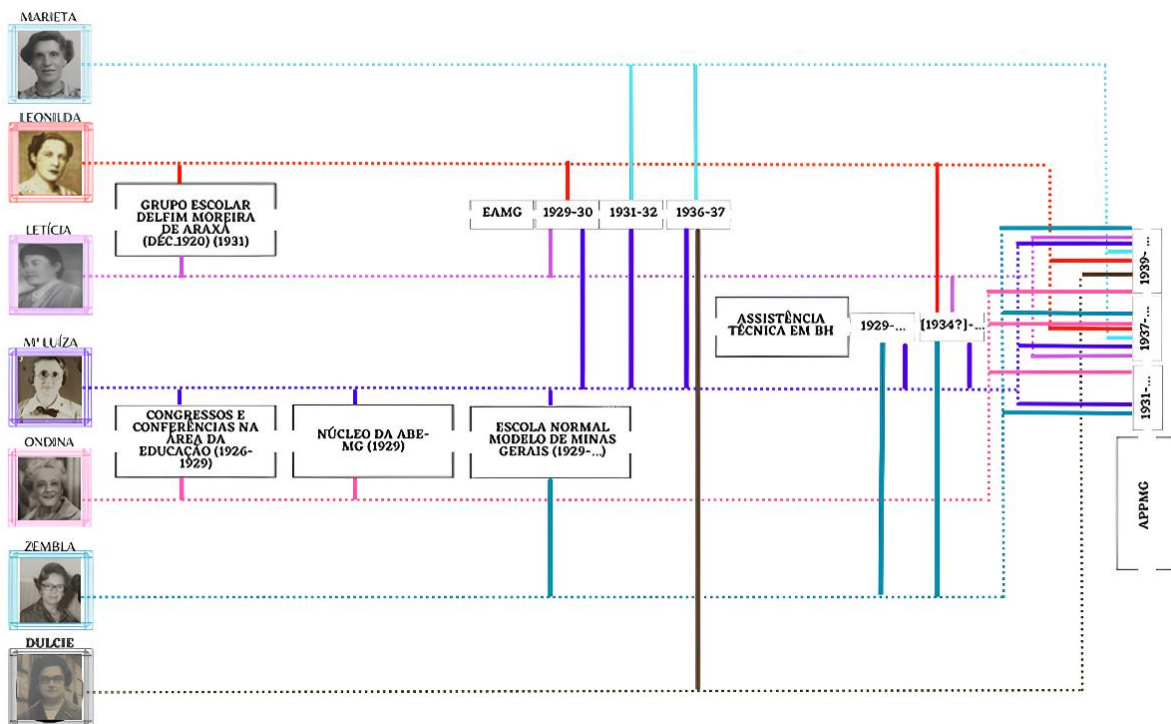 MARIETA
LEONILDA
GRUPO ESCOLAR
DELFIM MOREIRA
DE ARAXÁ
(DÉC.1920) (1931)
EAMG
1929-30
1931-32
1936-37
LETÍCIA
ASSISTÊNCIA
TÉCNICA EM BH
1929-...
[1934?]-...
Mª LUÍZA
CONGRESSOS E
CONFERÊNCIAS NA
ÁREA DA
EDUCAÇÃO (1926-
1929)
NÚCLEO DA ABE-
MG (1929)
ESCOLA NORMAL
MODELO DE MINAS
GERAIS (1929-...)
ONDINA
ZEMBLA
DULCIE
1939- ...
1937-...
1931-...
APPMG